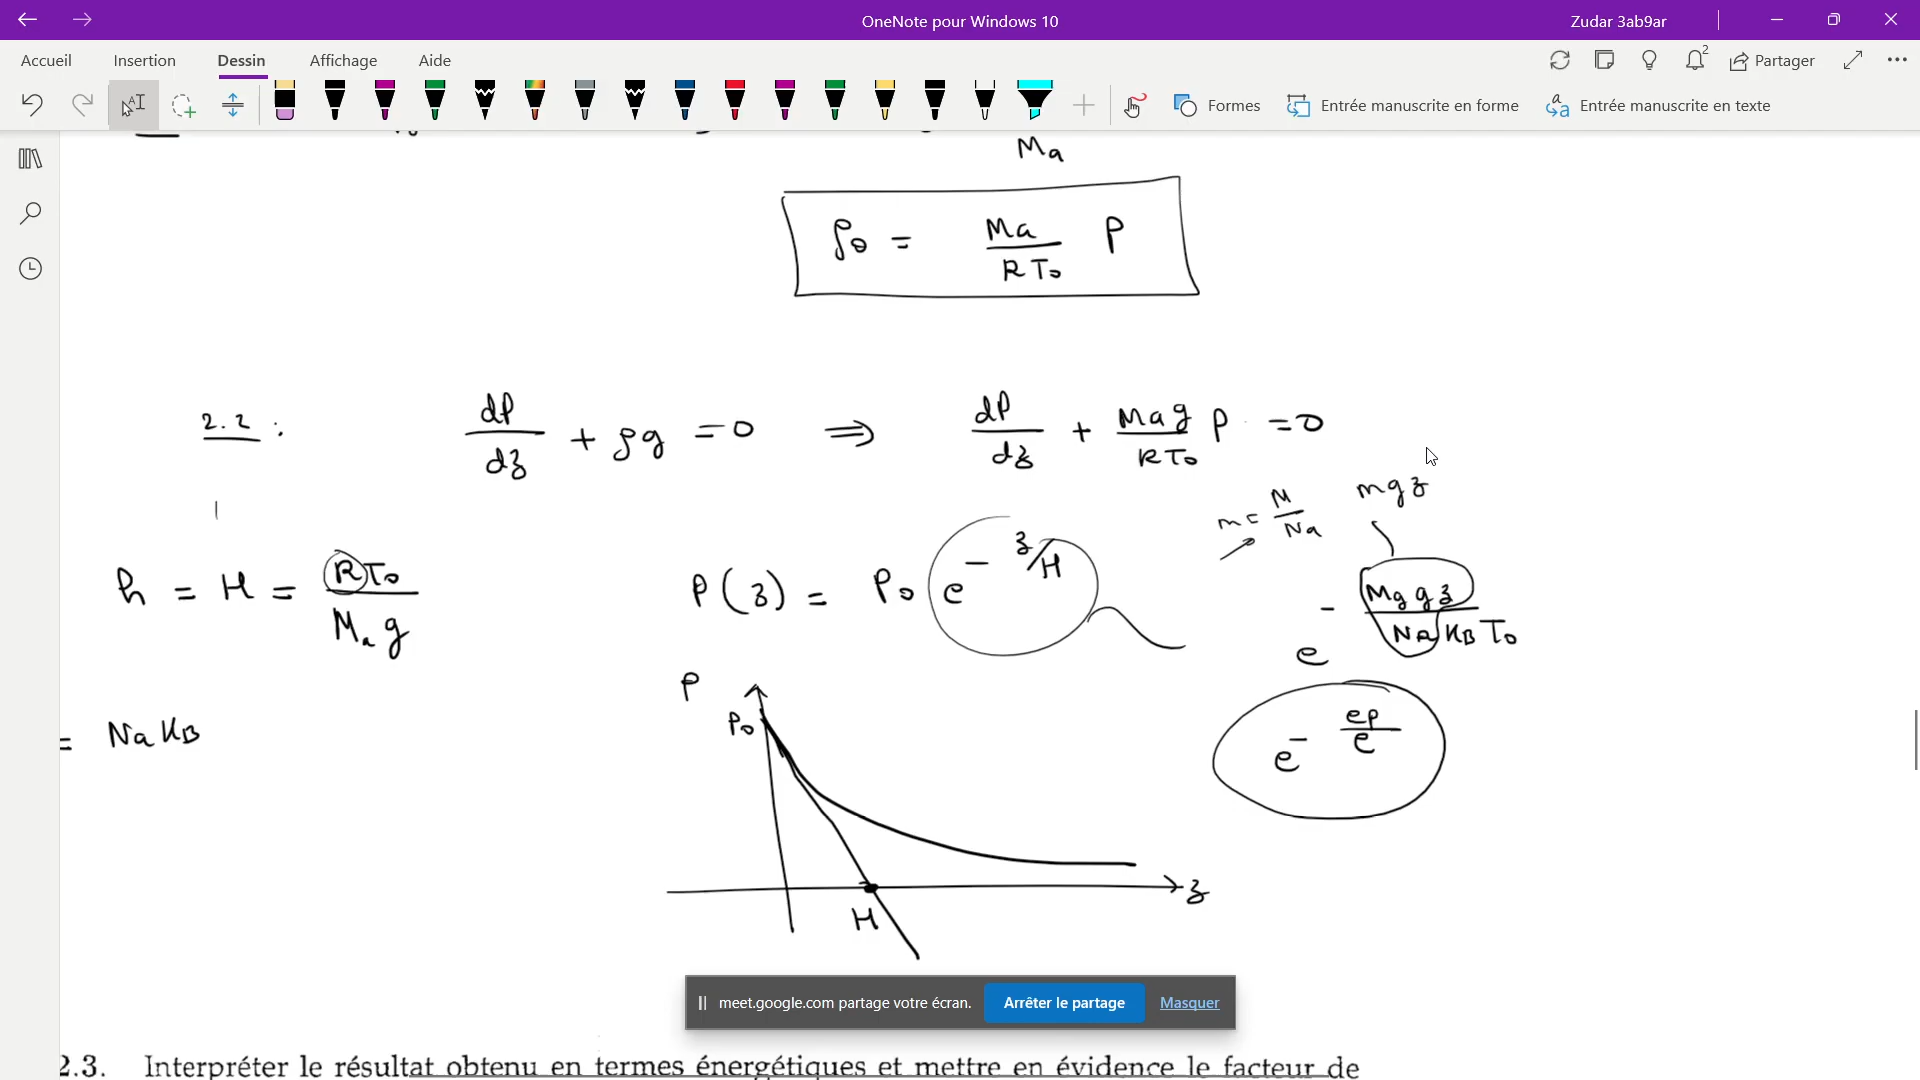 OneNote pour Windows 10
Zudar 3ab9ar
Accueil Insertion Dessin Affichage Aide
2
Partager
Formes Entrée manuscrite en forme Entrée manuscrite en texte
Ma
ρ0 = Ma / RT0 P
2.2 : dP/dz + ρg = 0 ⟹ dP/dz + Mag/RT0 P = 0
m = M/Na mgz
h = H = RT0 / Ma g P(z) = P0 e^- z/H e^- Mggz / NaKBT0
= NaKB
P
P0
e^- ep/e
z
H
meet.google.com partage votre écran. Arrêter le partage Masquer
2.3. Interpréter le résultat obtenu en termes énergétiques et mettre en évidence le facteur de